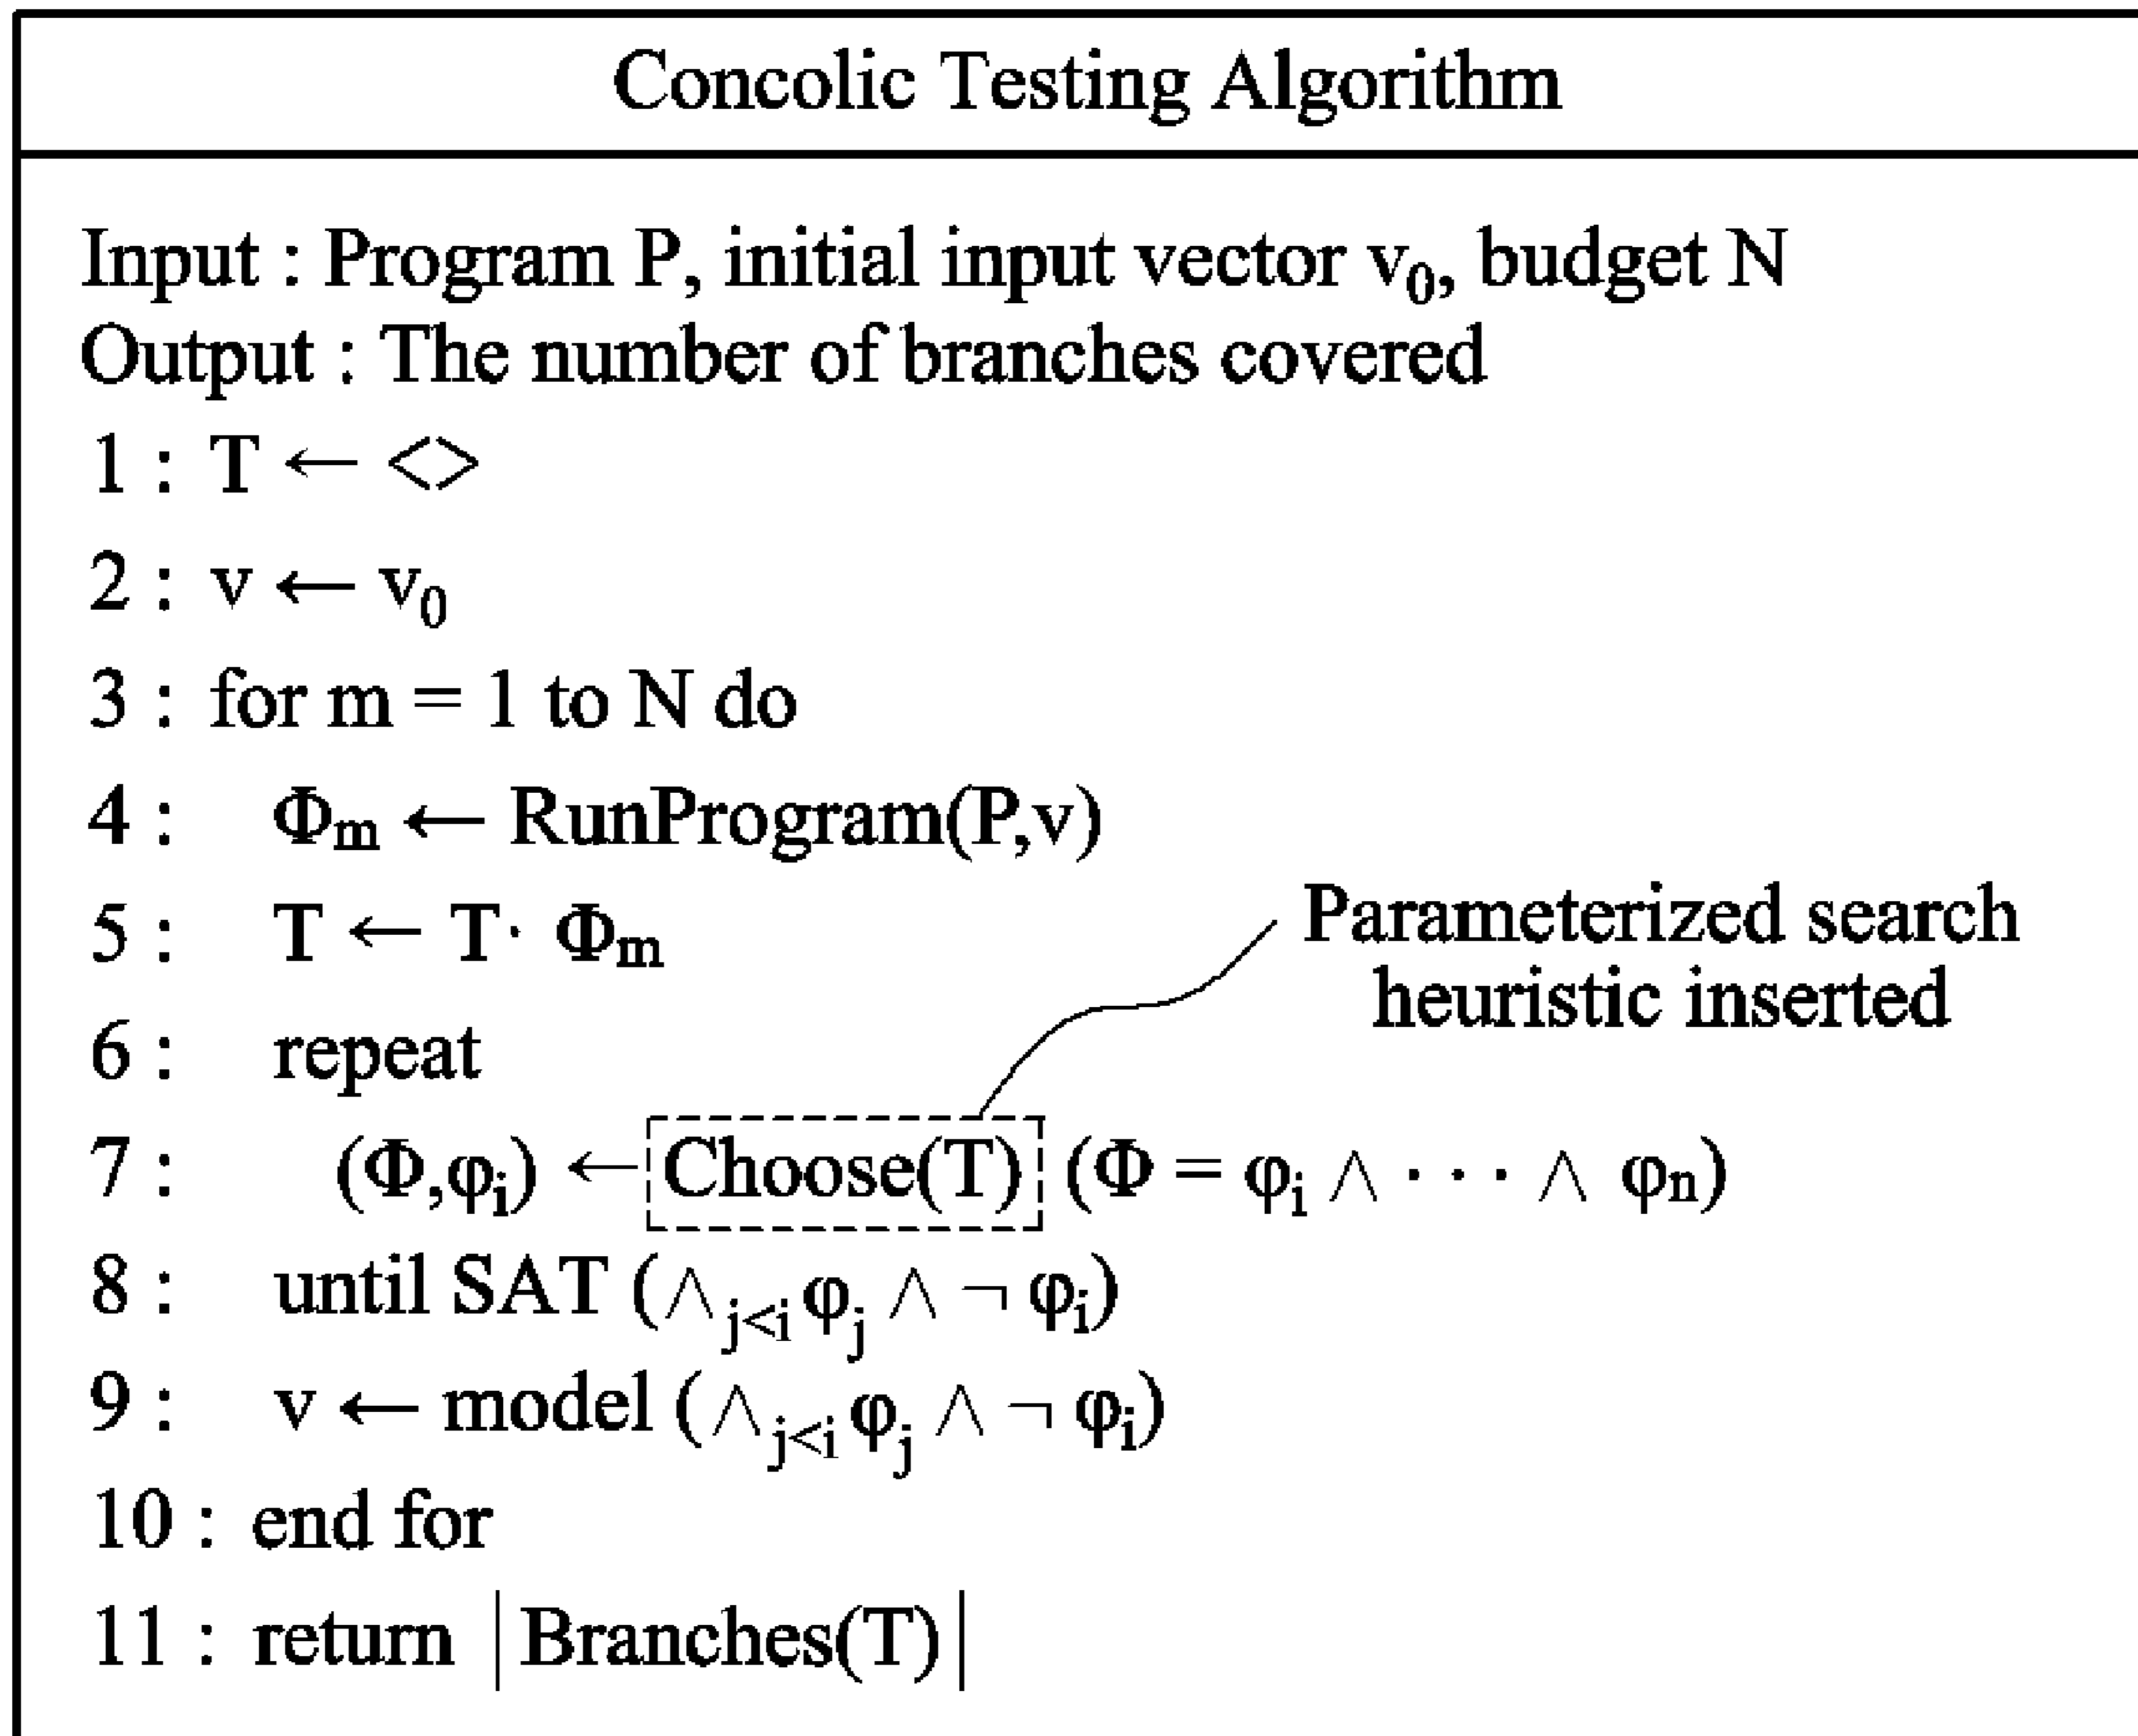 Concolic Testing Algorithm
Input : Program P, initial input vector v₀, budget N
Output : The number of branches covered
1 : T ← <>
2 : v ← v₀
3 : for m = 1 to N do
4 : Φₘ ← RunProgram(P,v)
5 : T ← T · Φₘ
Parameterized search
heuristic inserted
6 : repeat
7 : (Φ,φᵢ) ← Choose(T) (Φ = φᵢ ∧ · · · ∧ φₙ)
8 : until SAT (∧ⱼ<ᵢ φⱼ ∧ ¬ φᵢ)
9 : v ← model (∧ⱼ<ᵢ φⱼ ∧ ¬ φᵢ)
10 : end for
11 : return |Branches(T)|